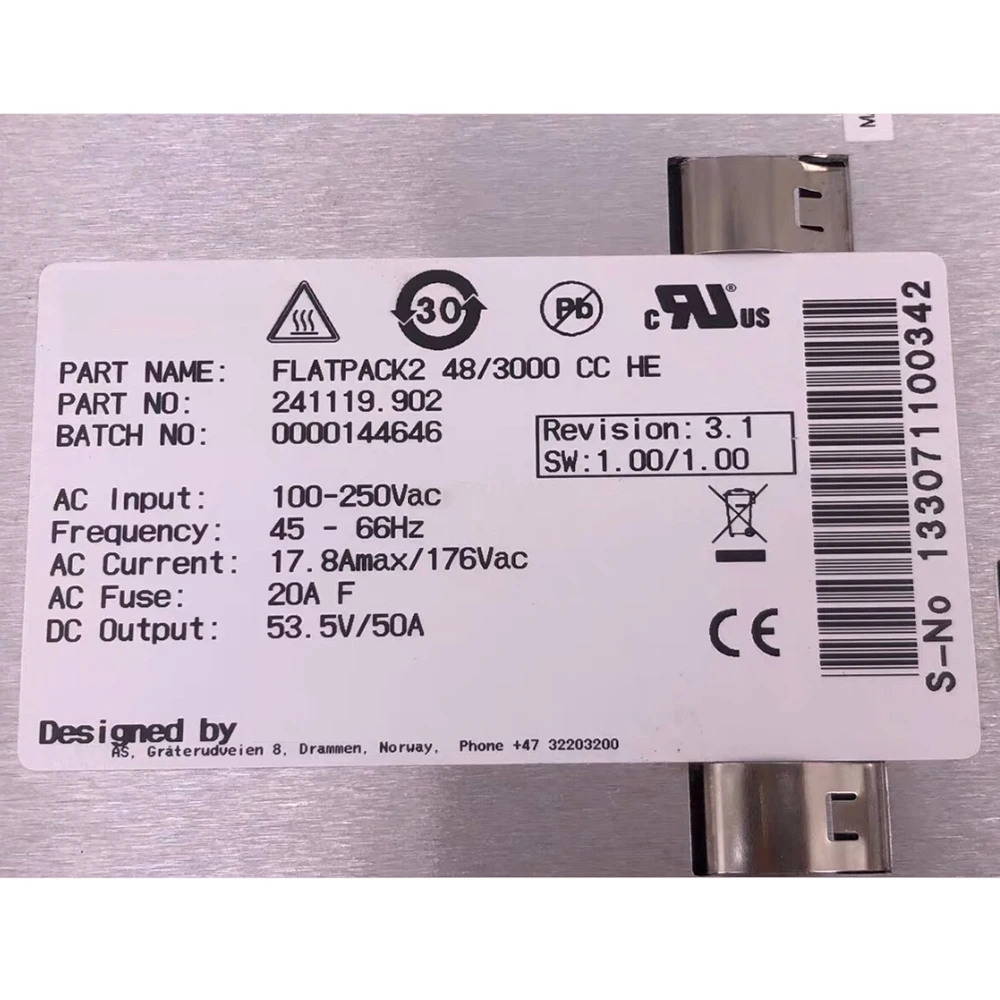 M
30
Pb
c RU ® US
PART NAME: FLATPACK2 48/3000 CC HE
PART NO: 241119.902
BATCH NO: 0000144646
Revision: 3.1
SW:1.00/1.00
AC Input: 100-250Vac
Frequency: 45 - 66Hz
AC Current: 17.8Amax/176Vac
AC Fuse: 20A F
DC Output: 53.5V/50A
CE
S-No 133071100342
Designed by
AS, Gråterudveien 8, Drammen, Norway, Phone +47 32203200